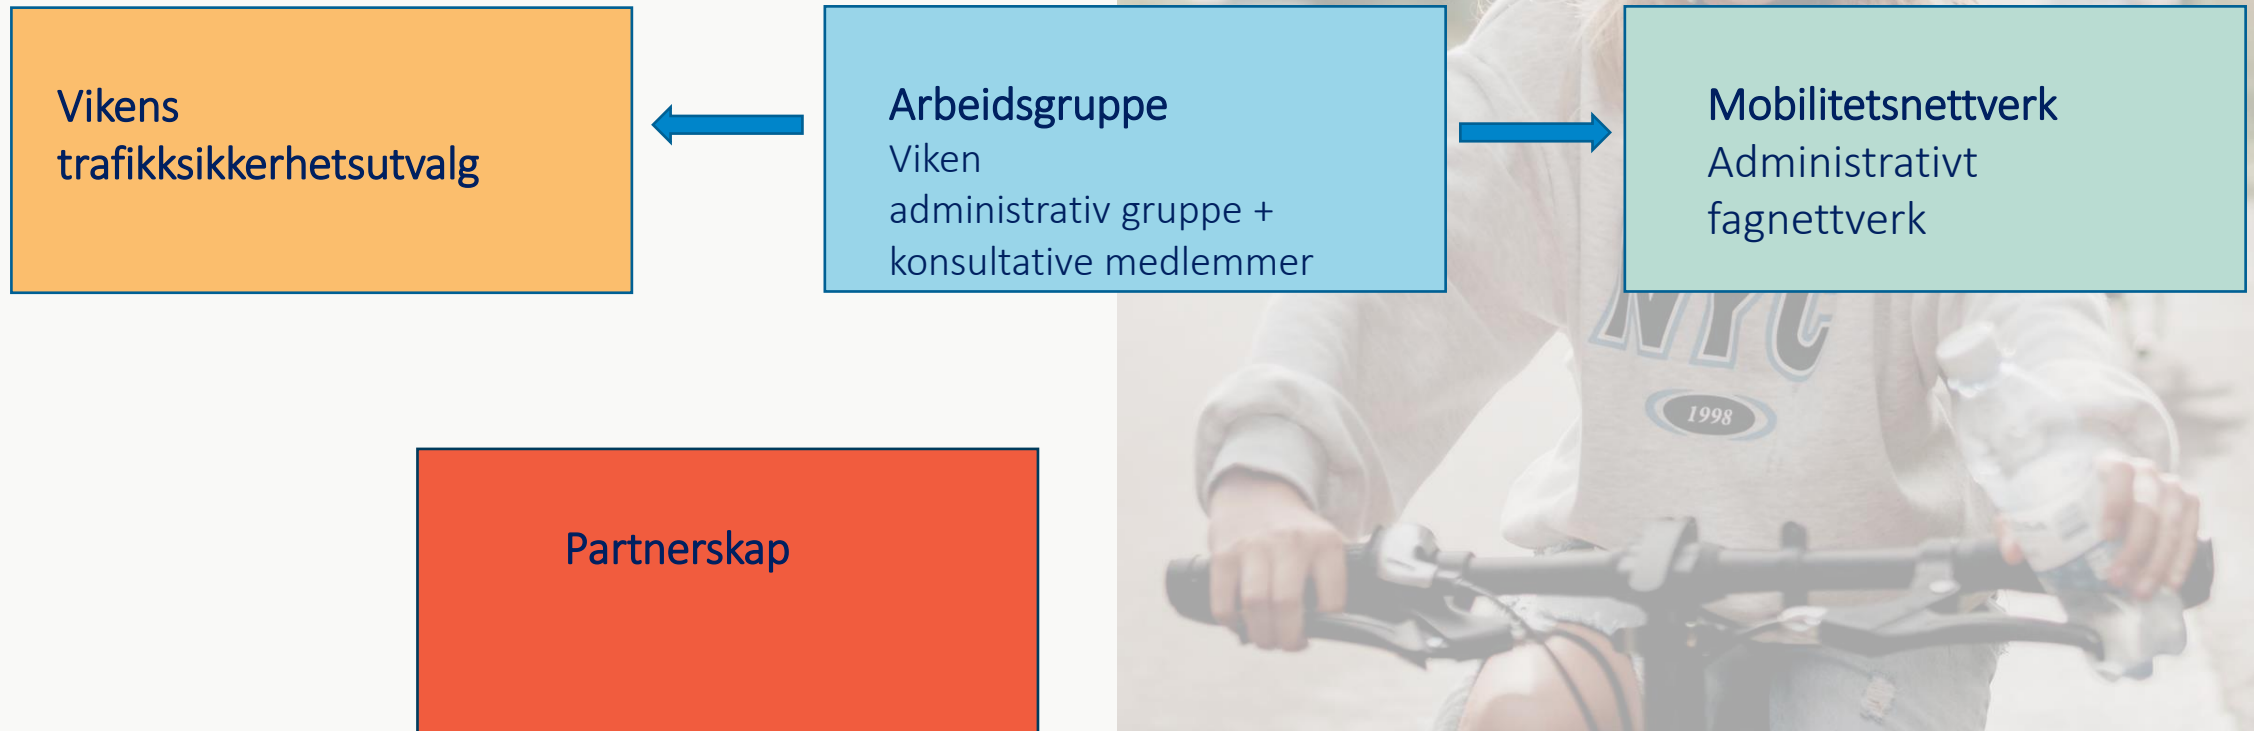 Vikens
trafikksikkerhetsutvalg
Arbeidsgruppe
Viken
administrativ gruppe +
konsultative medlemmer
Mobilitetsnettverk
Administrativt
fagnettverk
NYC
1998
Partnerskap